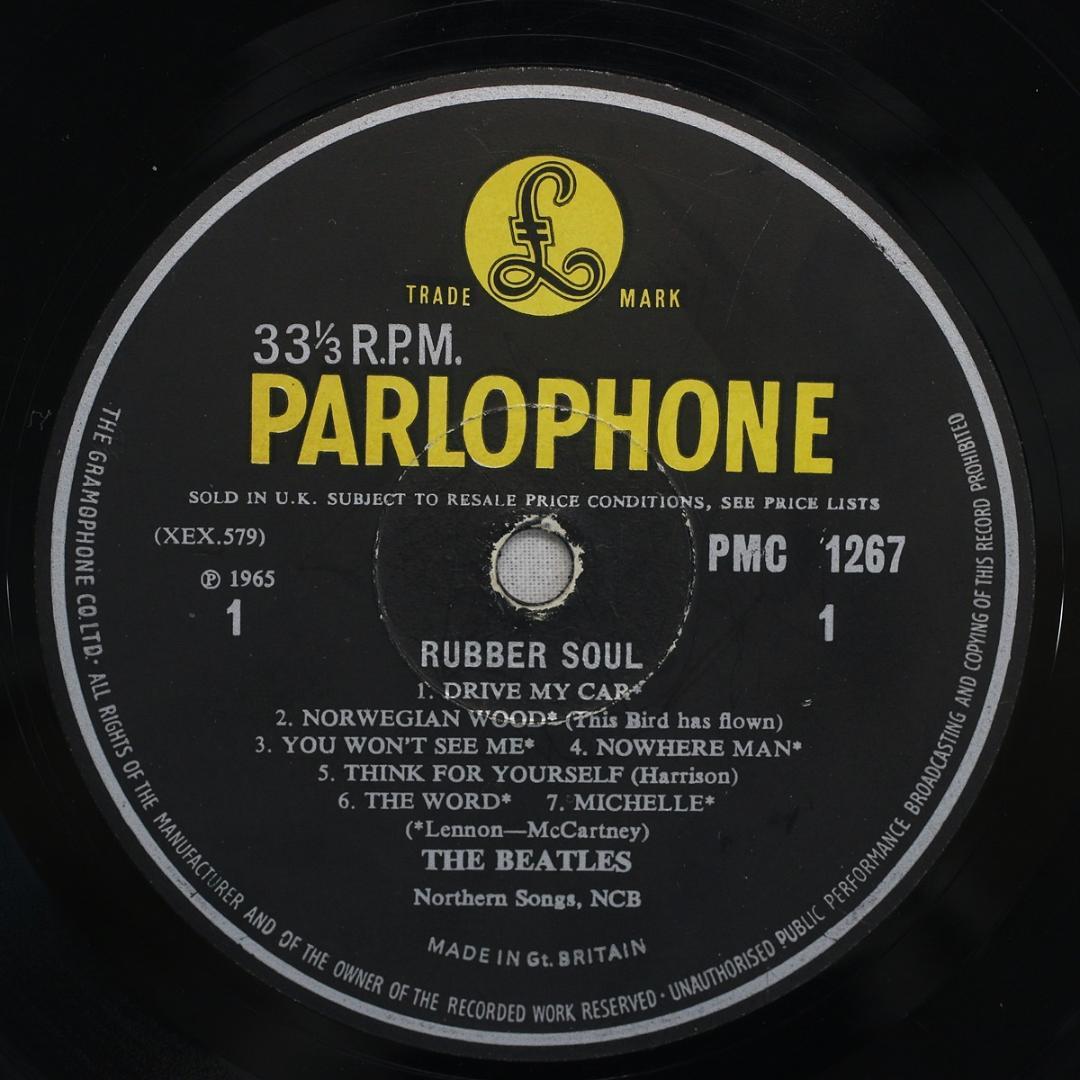 £
TRADE MARK
33⅓ R.P.M.
PARLOPHONE
SOLD IN U.K. SUBJECT TO RESALE PRICE CONDITIONS, SEE PRICE LISTS
(XEX.579)
PMC 1267
℗ 1965
1
1
RUBBER SOUL
1. DRIVE MY CAR*
2. NORWEGIAN WOOD* (This Bird has flown)
3. YOU WON'T SEE ME* 4. NOWHERE MAN*
5. THINK FOR YOURSELF (Harrison)
6. THE WORD* 7. MICHELLE*
(*Lennon—McCartney)
THE BEATLES
Northern Songs, NCB
MADE IN Gt. BRITAIN
THE GRAMOPHONE CO. LTD· ALL RIGHTS OF THE MANUFACTURER AND OF THE OWNER OF THE RECORDED WORK RESERVED · UNAUTHORISED PUBLIC PERFORMANCE BROADCASTING AND COPYING OF THIS RECORD PROHIBITED